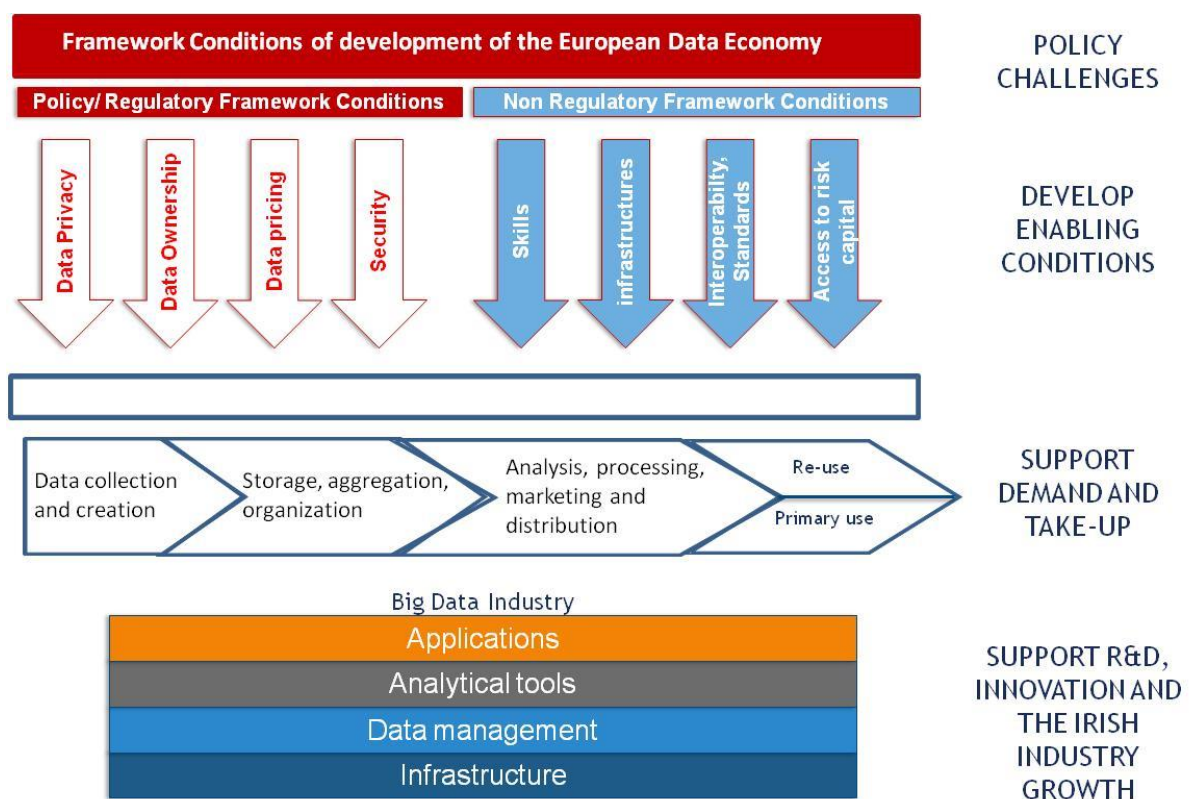 Framework Conditions of development of the European Data Economy
POLICY
CHALLENGES
Policy/ Regulatory Framework Conditions
Non Regulatory Framework Conditions
Data Privacy
Data Ownership
Data pricing
Security
Skills
infrastructures
Interoperabilty,
Standards
Access to risk
capital
DEVELOP
ENABLING
CONDITIONS
Data collection
and creation
Storage, aggregation,
organization
Analysis, processing,
marketing and
distribution
Re-use
Primary use
SUPPORT
DEMAND AND
TAKE-UP
Big Data Industry
Applications
Analytical tools
Data management
Infrastructure
SUPPORT R&D,
INNOVATION AND
THE IRISH
INDUSTRY
GROWTH